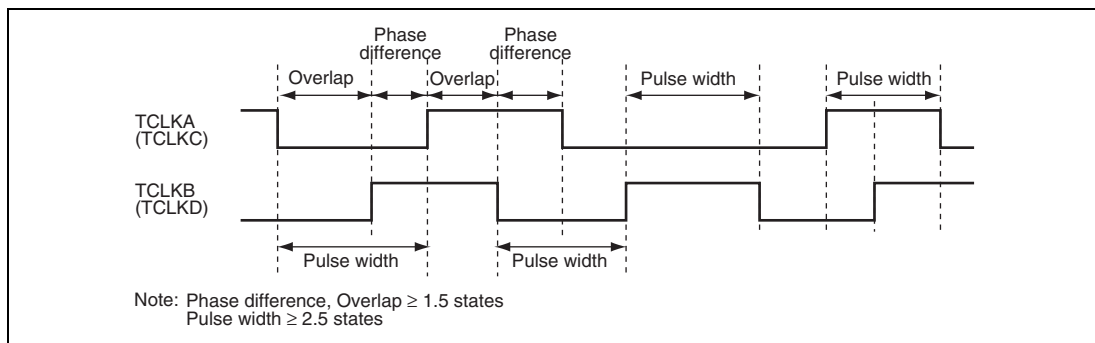 Phase
difference
Phase
difference
Overlap
Overlap
Pulse width
Pulse width
TCLKA
(TCLKC)
TCLKB
(TCLKD)
Pulse width
Pulse width
Note: Phase difference, Overlap ≥ 1.5 states
Pulse width ≥ 2.5 states